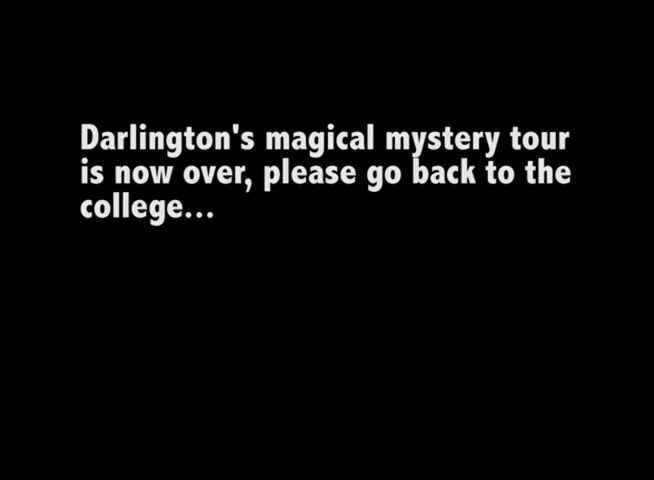 Darlington's magical mystery tour
is now over, please go back to the
college...